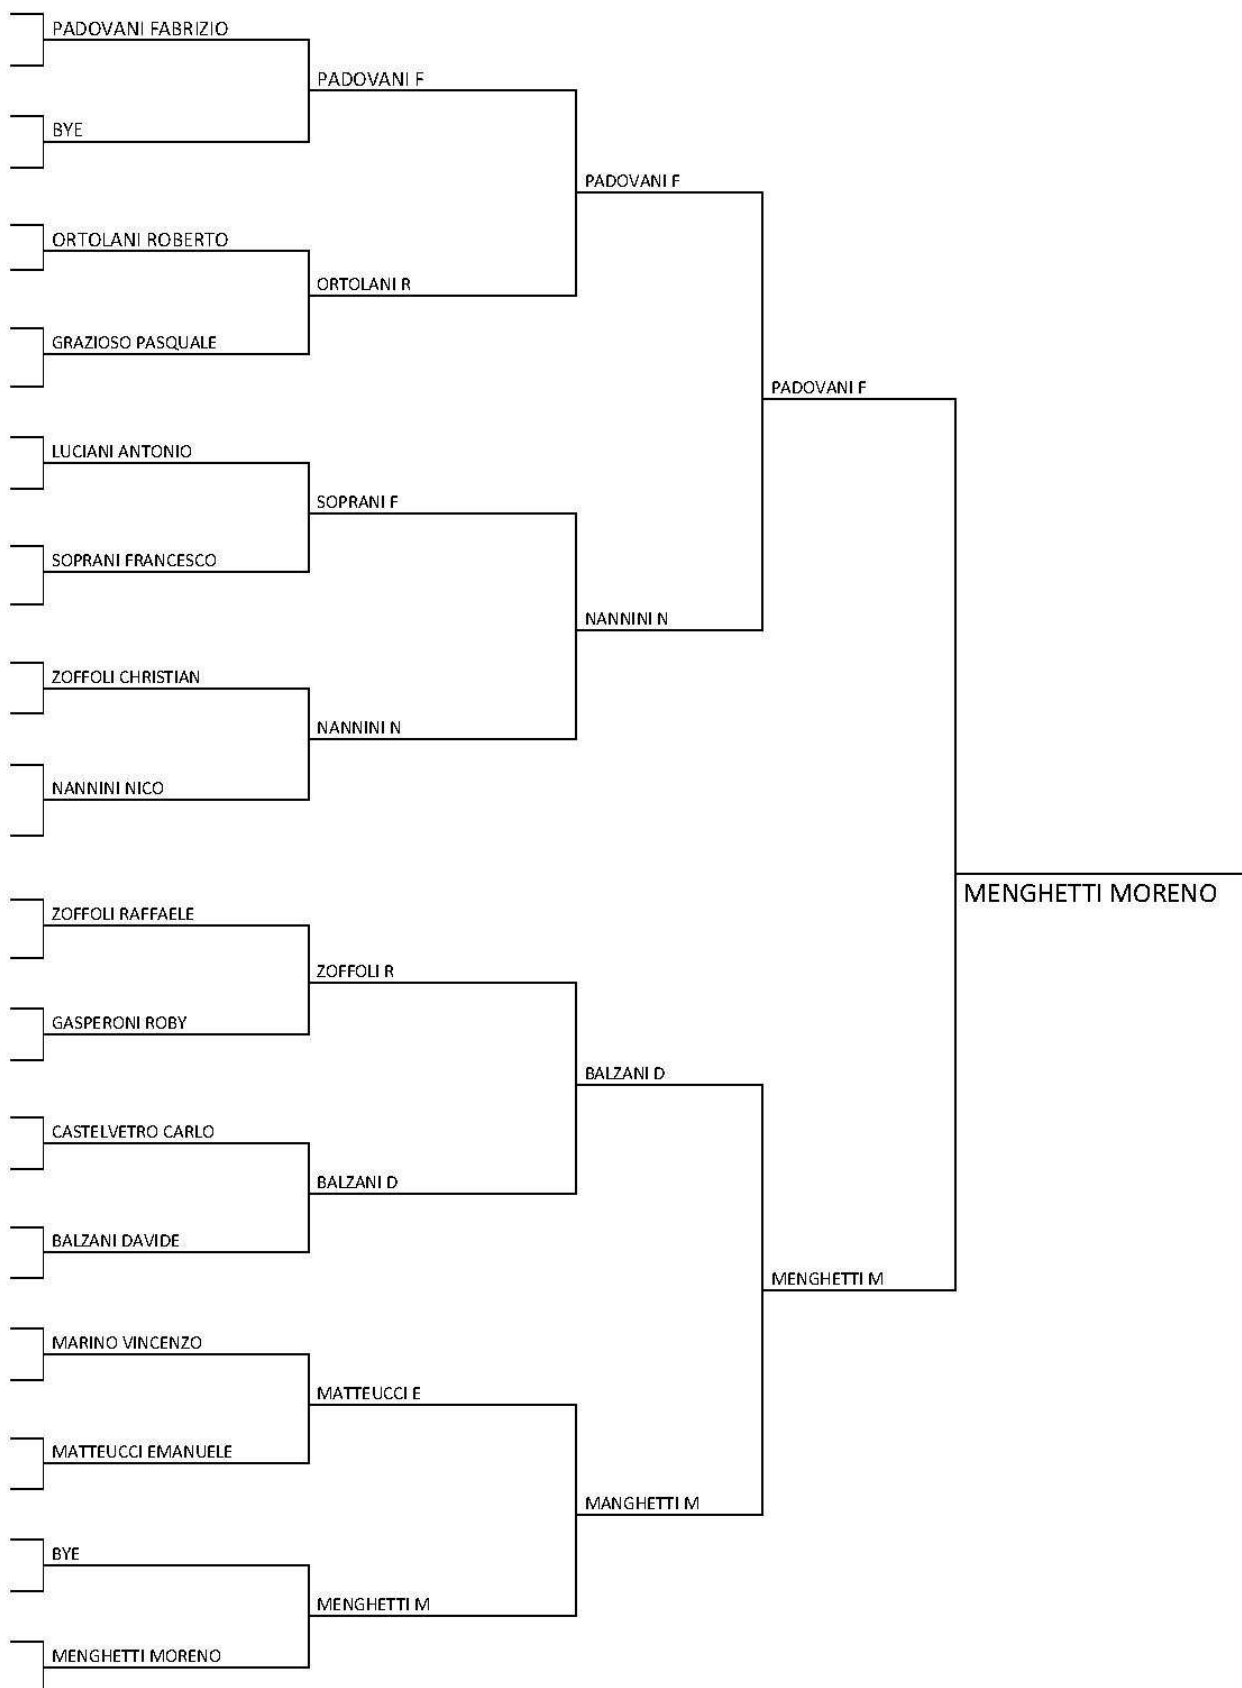 PADOVANI FABRIZIO
PADOVANI F
BYE
PADOVANI F
ORTOLANI ROBERTO
ORTOLANI R
GRAZIOSO PASQUALE
PADOVANI F
LUCIANI ANTONIO
SOPRANI F
SOPRANI FRANCESCO
NANNINI N
ZOFFOLI CHRISTIAN
NANNINI N
NANNINI NICO
MENGHETTI MORENO
ZOFFOLI RAFFAELE
ZOFFOLI R
GASPERONI ROBY
BALZANI D
CASTELVETRO CARLO
BALZANI D
BALZANI DAVIDE
MENGHETTI M
MARINO VINCENZO
MATTEUCCI E
MATTEUCCI EMANUELE
MANGHETTI M
BYE
MENGHETTI M
MENGHETTI MORENO